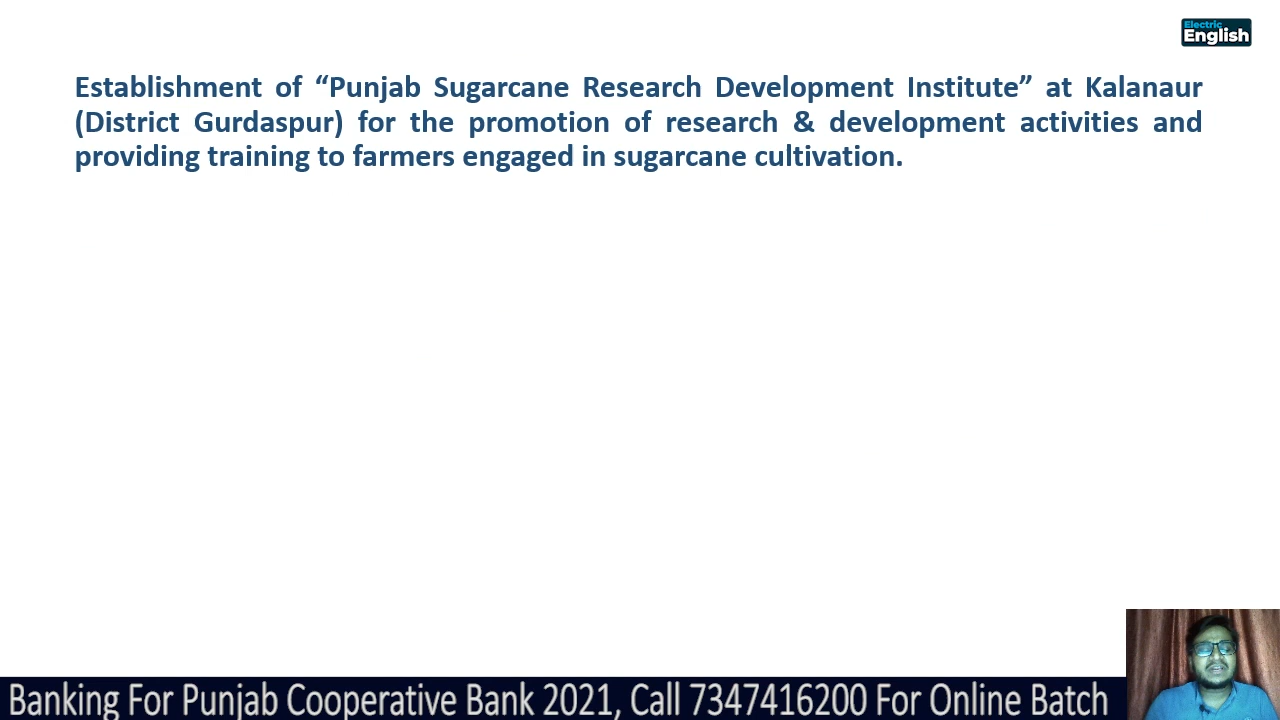 Electric
English
Establishment of “Punjab Sugarcane Research Development Institute” at Kalanaur
(District Gurdaspur) for the promotion of research & development activities and
providing training to farmers engaged in sugarcane cultivation.
Banking For Punjab Cooperative Bank 2021, Call 7347416200 For Online Batch